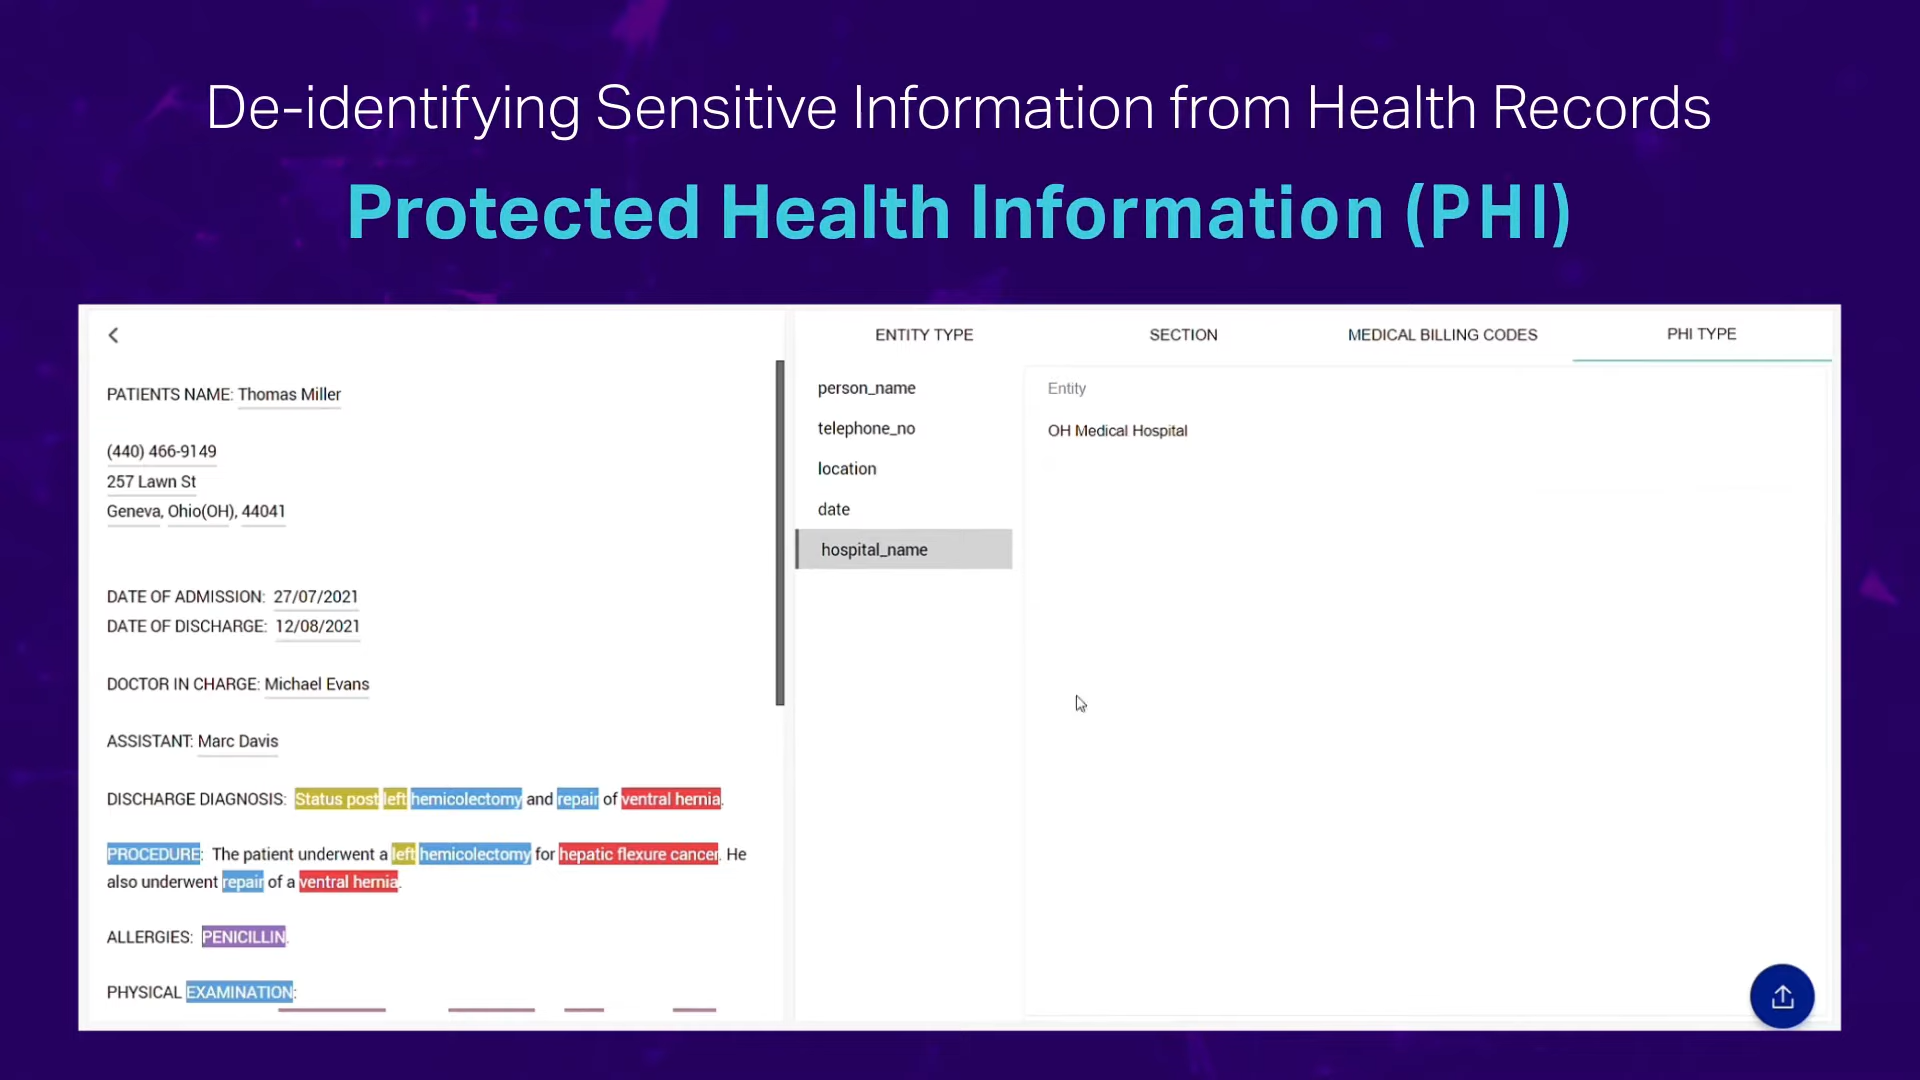 De-identifying Sensitive Information from Health Records
Protected Health Information (PHI)
PATIENTS NAME: Thomas Miller
(440) 466-9149
257 Lawn St
Geneva, Ohio(OH), 44041
DATE OF ADMISSION: 27/07/2021
DATE OF DISCHARGE: 12/08/2021
DOCTOR IN CHARGE: Michael Evans
ASSISTANT: Marc Davis
DISCHARGE DIAGNOSIS: Status post left hemicolectomy and repair of ventral hernia.
PROCEDURE: The patient underwent a left hemicolectomy for hepatic flexure cancer. He
also underwent repair of a ventral hernia.
ALLERGIES: PENICILLIN.
PHYSICAL EXAMINATION:
ENTITY TYPE SECTION MEDICAL BILLING CODES PHI TYPE
person_name
telephone_no
location
date
hospital_name
Entity
OH Medical Hospital